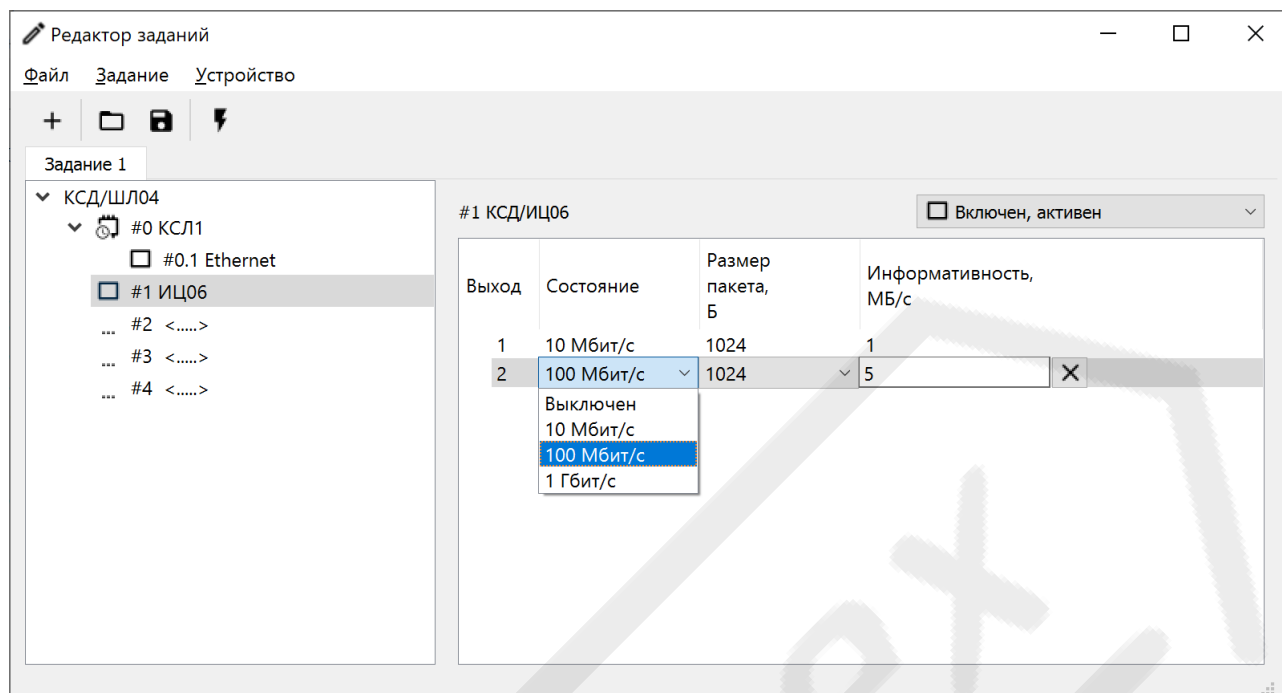 Редактор заданий
Файл Задание Устройство
Задание 1
КСД/ШЛ04
#0 КСЛ1
#0.1 Ethernet
#1 ИЦ06
#2 <.....>
#3 <.....>
#4 <.....>
#1 КСД/ИЦ06 Включен, активен
Выход Состояние Размер пакета, Б Информативность, МБ/с
1 10 Мбит/с 1024 1
2 100 Мбит/с 1024 5
Выключен
10 Мбит/с
100 Мбит/с
1 Гбит/с